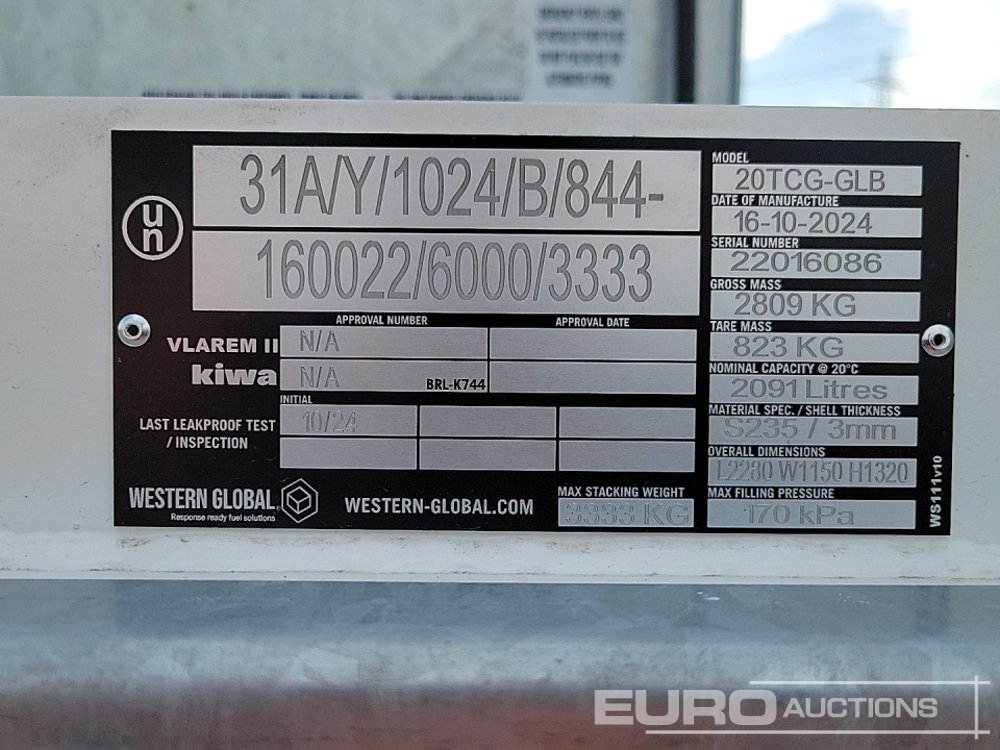 un
31A/Y/1024/B/844-
160022/6000/3333
APPROVAL NUMBER APPROVAL DATE
VLAREM II N/A
kiwa N/A BRL-K744
INITIAL
LAST LEAKPROOF TEST / INSPECTION
10/24
WESTERN GLOBAL
Response ready fuel solutions
WESTERN-GLOBAL.COM
MAX STACKING WEIGHT
3333 KG
MODEL
20TCG-GLB
DATE OF MANUFACTURE
16-10-2024
SERIAL NUMBER
22016086
GROSS MASS
2809 KG
TARE MASS
823 KG
NOMINAL CAPACITY @ 20°C
2091 Litres
MATERIAL SPEC. / SHELL THICKNESS
S235 / 3mm
OVERALL DIMENSIONS
L2280 W1150 H1320
MAX FILLING PRESSURE
170 kPa
WS111v10
EURO AUCTIONS